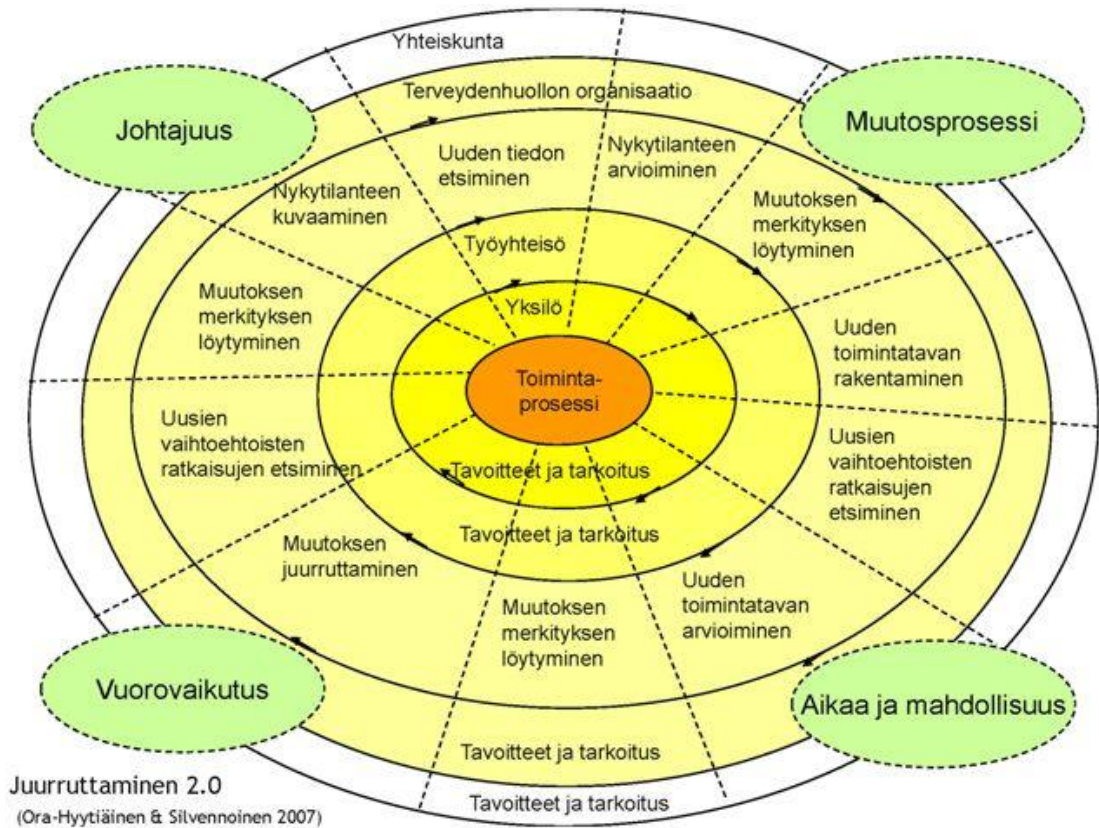 Yhteiskunta
Terveydenhuollon organisaatio
Johtajuus
Muutosprosessi
Uuden tiedon
etsiminen
Nykytilanteen
arvioiminen
Nykytilanteen
kuvaaminen
Muutoksen
merkityksen
löytyminen
Työyhteisö
Muutoksen
merkityksen
löytyminen
Yksilö
Uuden
toimintatavan
rakentaminen
Toiminta-
prosessi
Uusien
vaihtoehtoisten
ratkaisujen etsiminen
Uusien
vaihtoehtoisten
ratkaisujen
etsiminen
Tavoitteet ja tarkoitus
Tavoitteet ja tarkoitus
Muutoksen
juurruttaminen
Uuden
toimintatavan
arvioiminen
Muutoksen
merkityksen
löytyminen
Vuorovaikutus
Aikaa ja mahdollisuus
Tavoitteet ja tarkoitus
Tavoitteet ja tarkoitus
Juurruttaminen 2.0
(Ora-Hyytiäinen & Silvennoinen 2007)